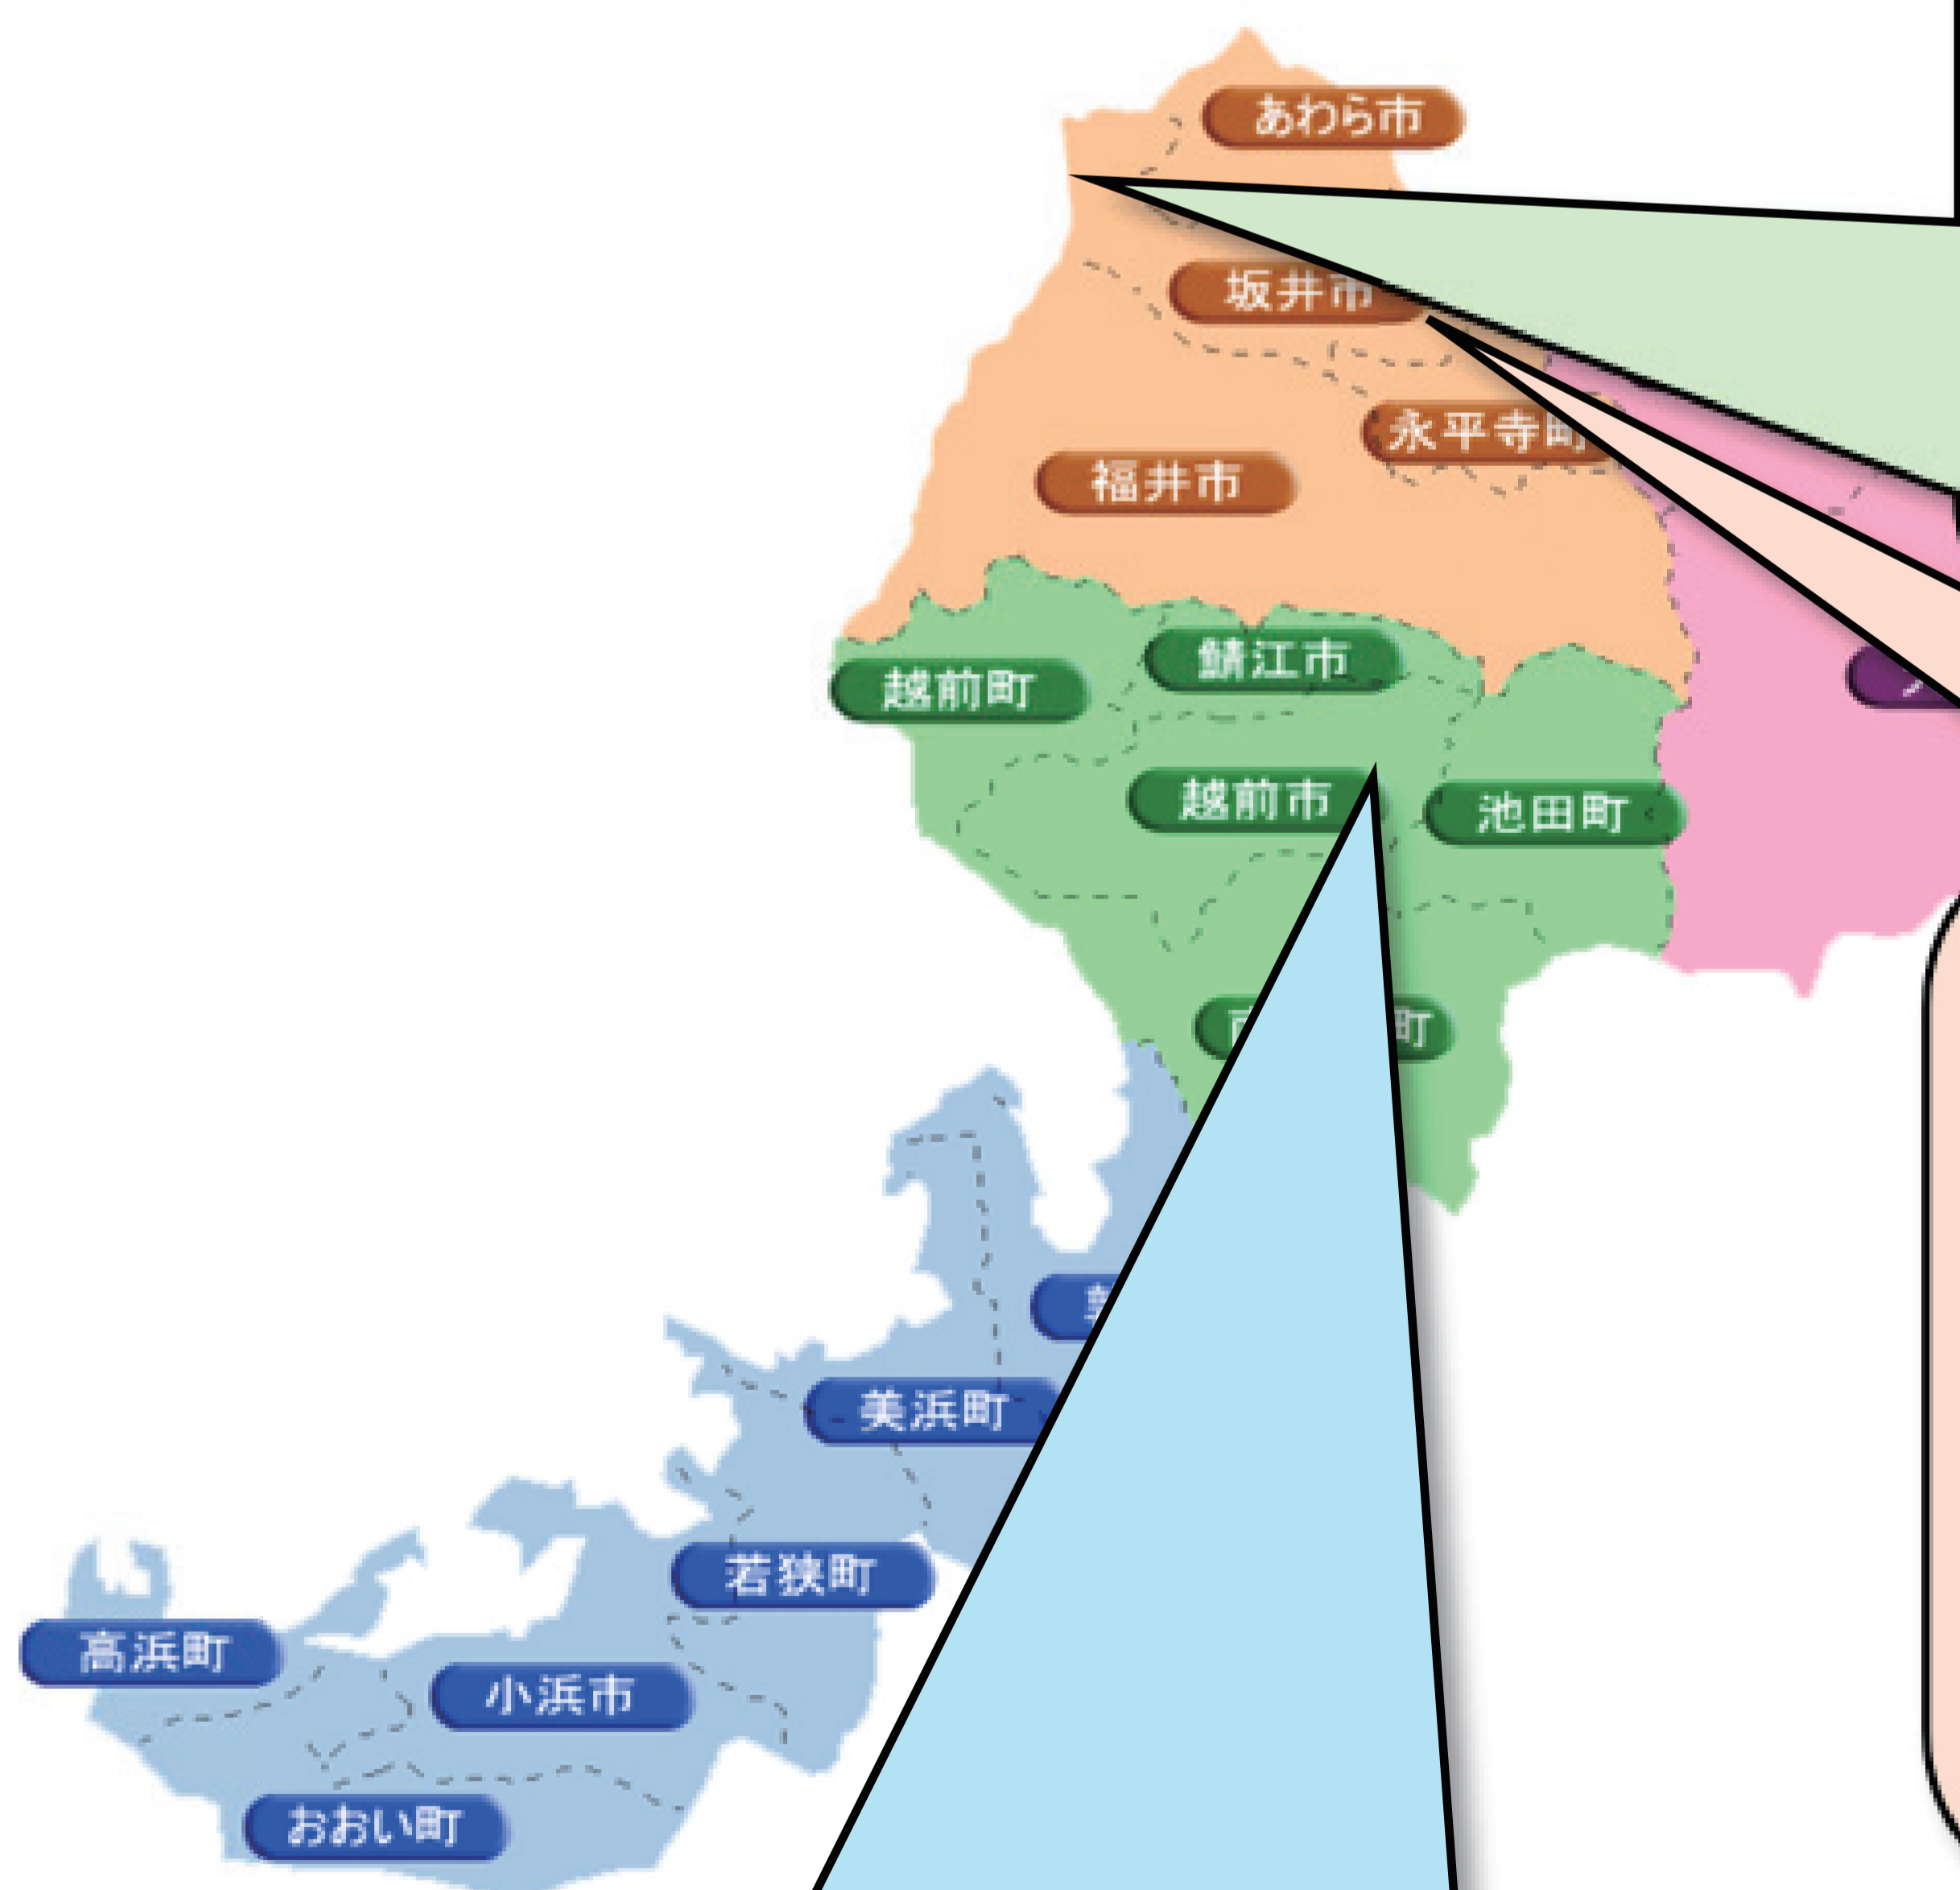 あわら市
坂井市
永平寺町
福井市
鯖江市
越前町
越前市
池田町
町
美浜町
若狭町
高浜町
小浜市
おおい町